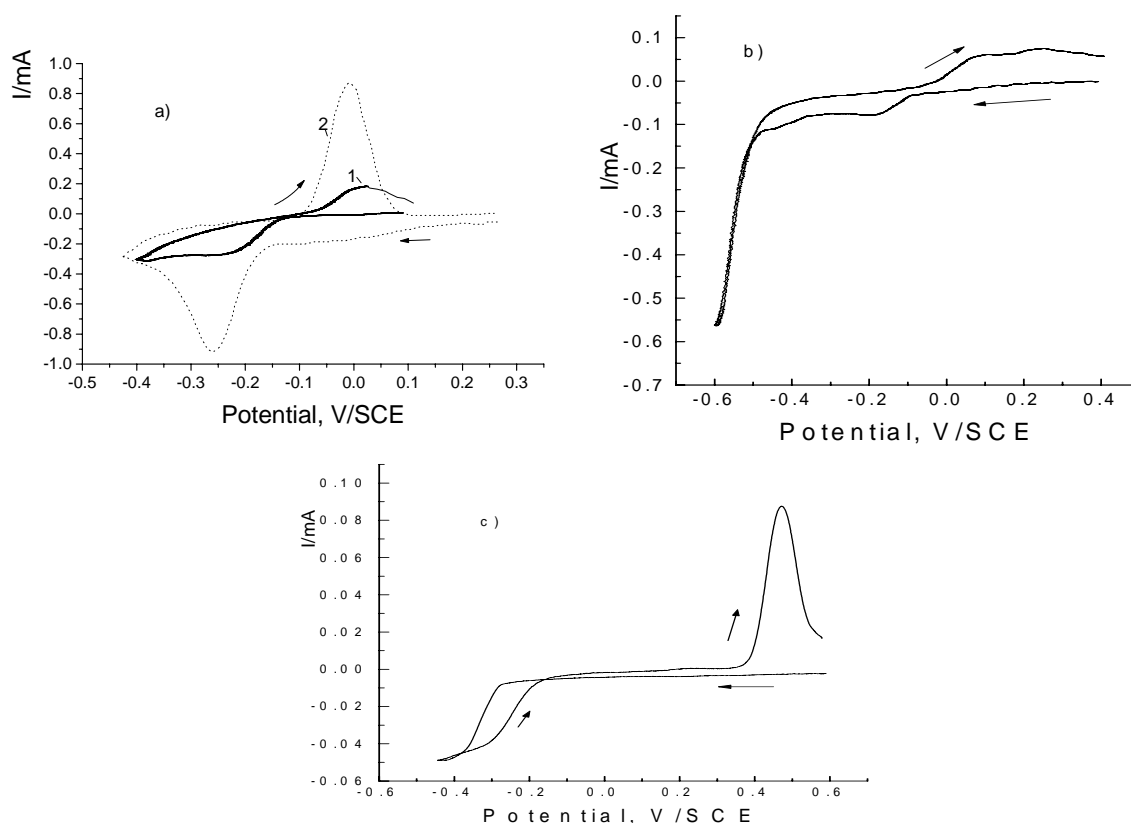 a)
I/mA
1.0
0.8
0.6
0.4
0.2
0.0
-0.2
-0.4
-0.6
-0.8
-1.0
2
1
-0.5 -0.4 -0.3 -0.2 -0.1 0.0 0.1 0.2 0.3
Potential, V/SCE
b)
I/mA
0.1
0.0
-0.1
-0.2
-0.3
-0.4
-0.5
-0.6
-0.7
-0.6 -0.4 -0.2 0.0 0.2 0.4
Potential, V/SCE
c)
I/mA
0.10
0.08
0.06
0.04
0.02
0.00
-0.02
-0.04
-0.06
-0.6 -0.4 -0.2 0.0 0.2 0.4 0.6
Potential, V/SCE